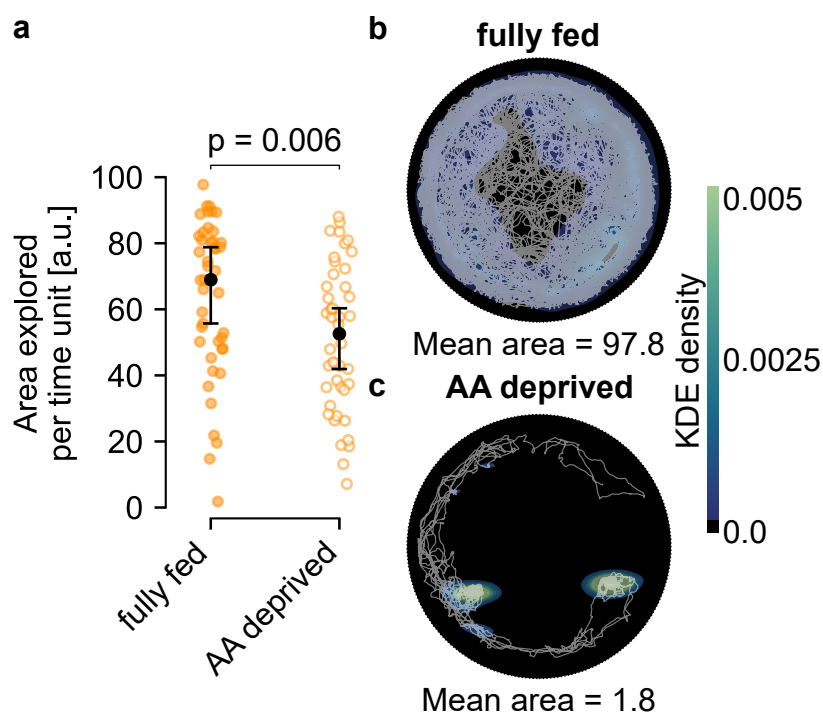 a
p = 0.006
Area explored
per time unit [a.u.]
100
80
60
40
20
0
fully fed
AA deprived
b
fully fed
Mean area = 97.8
c
AA deprived
Mean area = 1.8
KDE density
0.005
0.0025
0.0